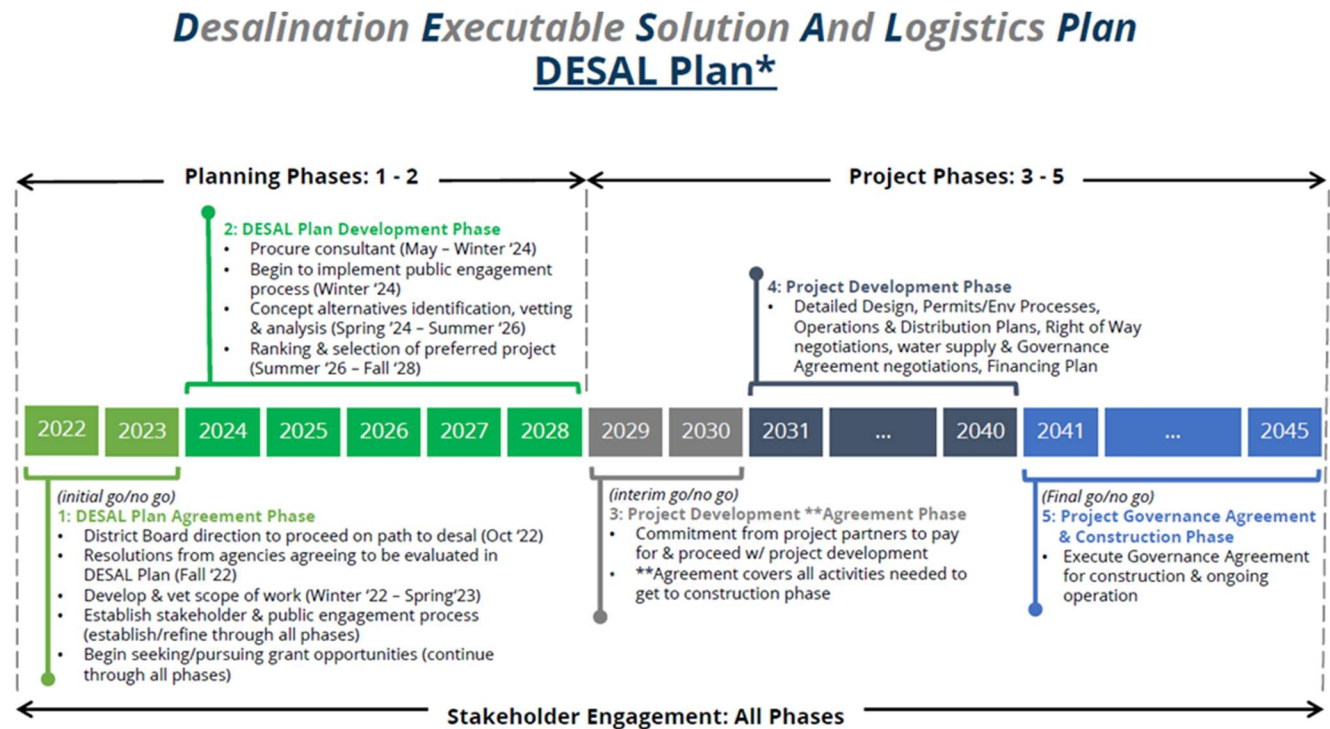 Desalination Executable Solution And Logistics Plan
DESAL Plan*
Planning Phases: 1 - 2
Project Phases: 3 - 5
2: DESAL Plan Development Phase
• Procure consultant (May – Winter ‘24)
• Begin to implement public engagement
process (Winter ‘24)
• Concept alternatives identification, vetting
& analysis (Spring ‘24 – Summer ‘26)
• Ranking & selection of preferred project
(Summer ‘26 – Fall ‘28)
4: Project Development Phase
• Detailed Design, Permits/Env Processes,
Operations & Distribution Plans, Right of Way
negotiations, water supply & Governance
Agreement negotiations, Financing Plan
2022 2023 2024 2025 2026 2027 2028 2029 2030 2031 ... 2040 2041 ... 2045
(initial go/no go)
1: DESAL Plan Agreement Phase
• District Board direction to proceed on path to desal (Oct ‘22)
• Resolutions from agencies agreeing to be evaluated in
DESAL Plan (Fall ‘22)
• Develop & vet scope of work (Winter ‘22 – Spring‘23)
• Establish stakeholder & public engagement process
(establish/refine through all phases)
• Begin seeking/pursuing grant opportunities (continue
through all phases)
(interim go/no go)
3: Project Development **Agreement Phase
• Commitment from project partners to pay
for & proceed w/ project development
• **Agreement covers all activities needed to
get to construction phase
(Final go/no go)
5: Project Governance Agreement
& Construction Phase
• Execute Governance Agreement
for construction & ongoing
operation
Stakeholder Engagement: All Phases